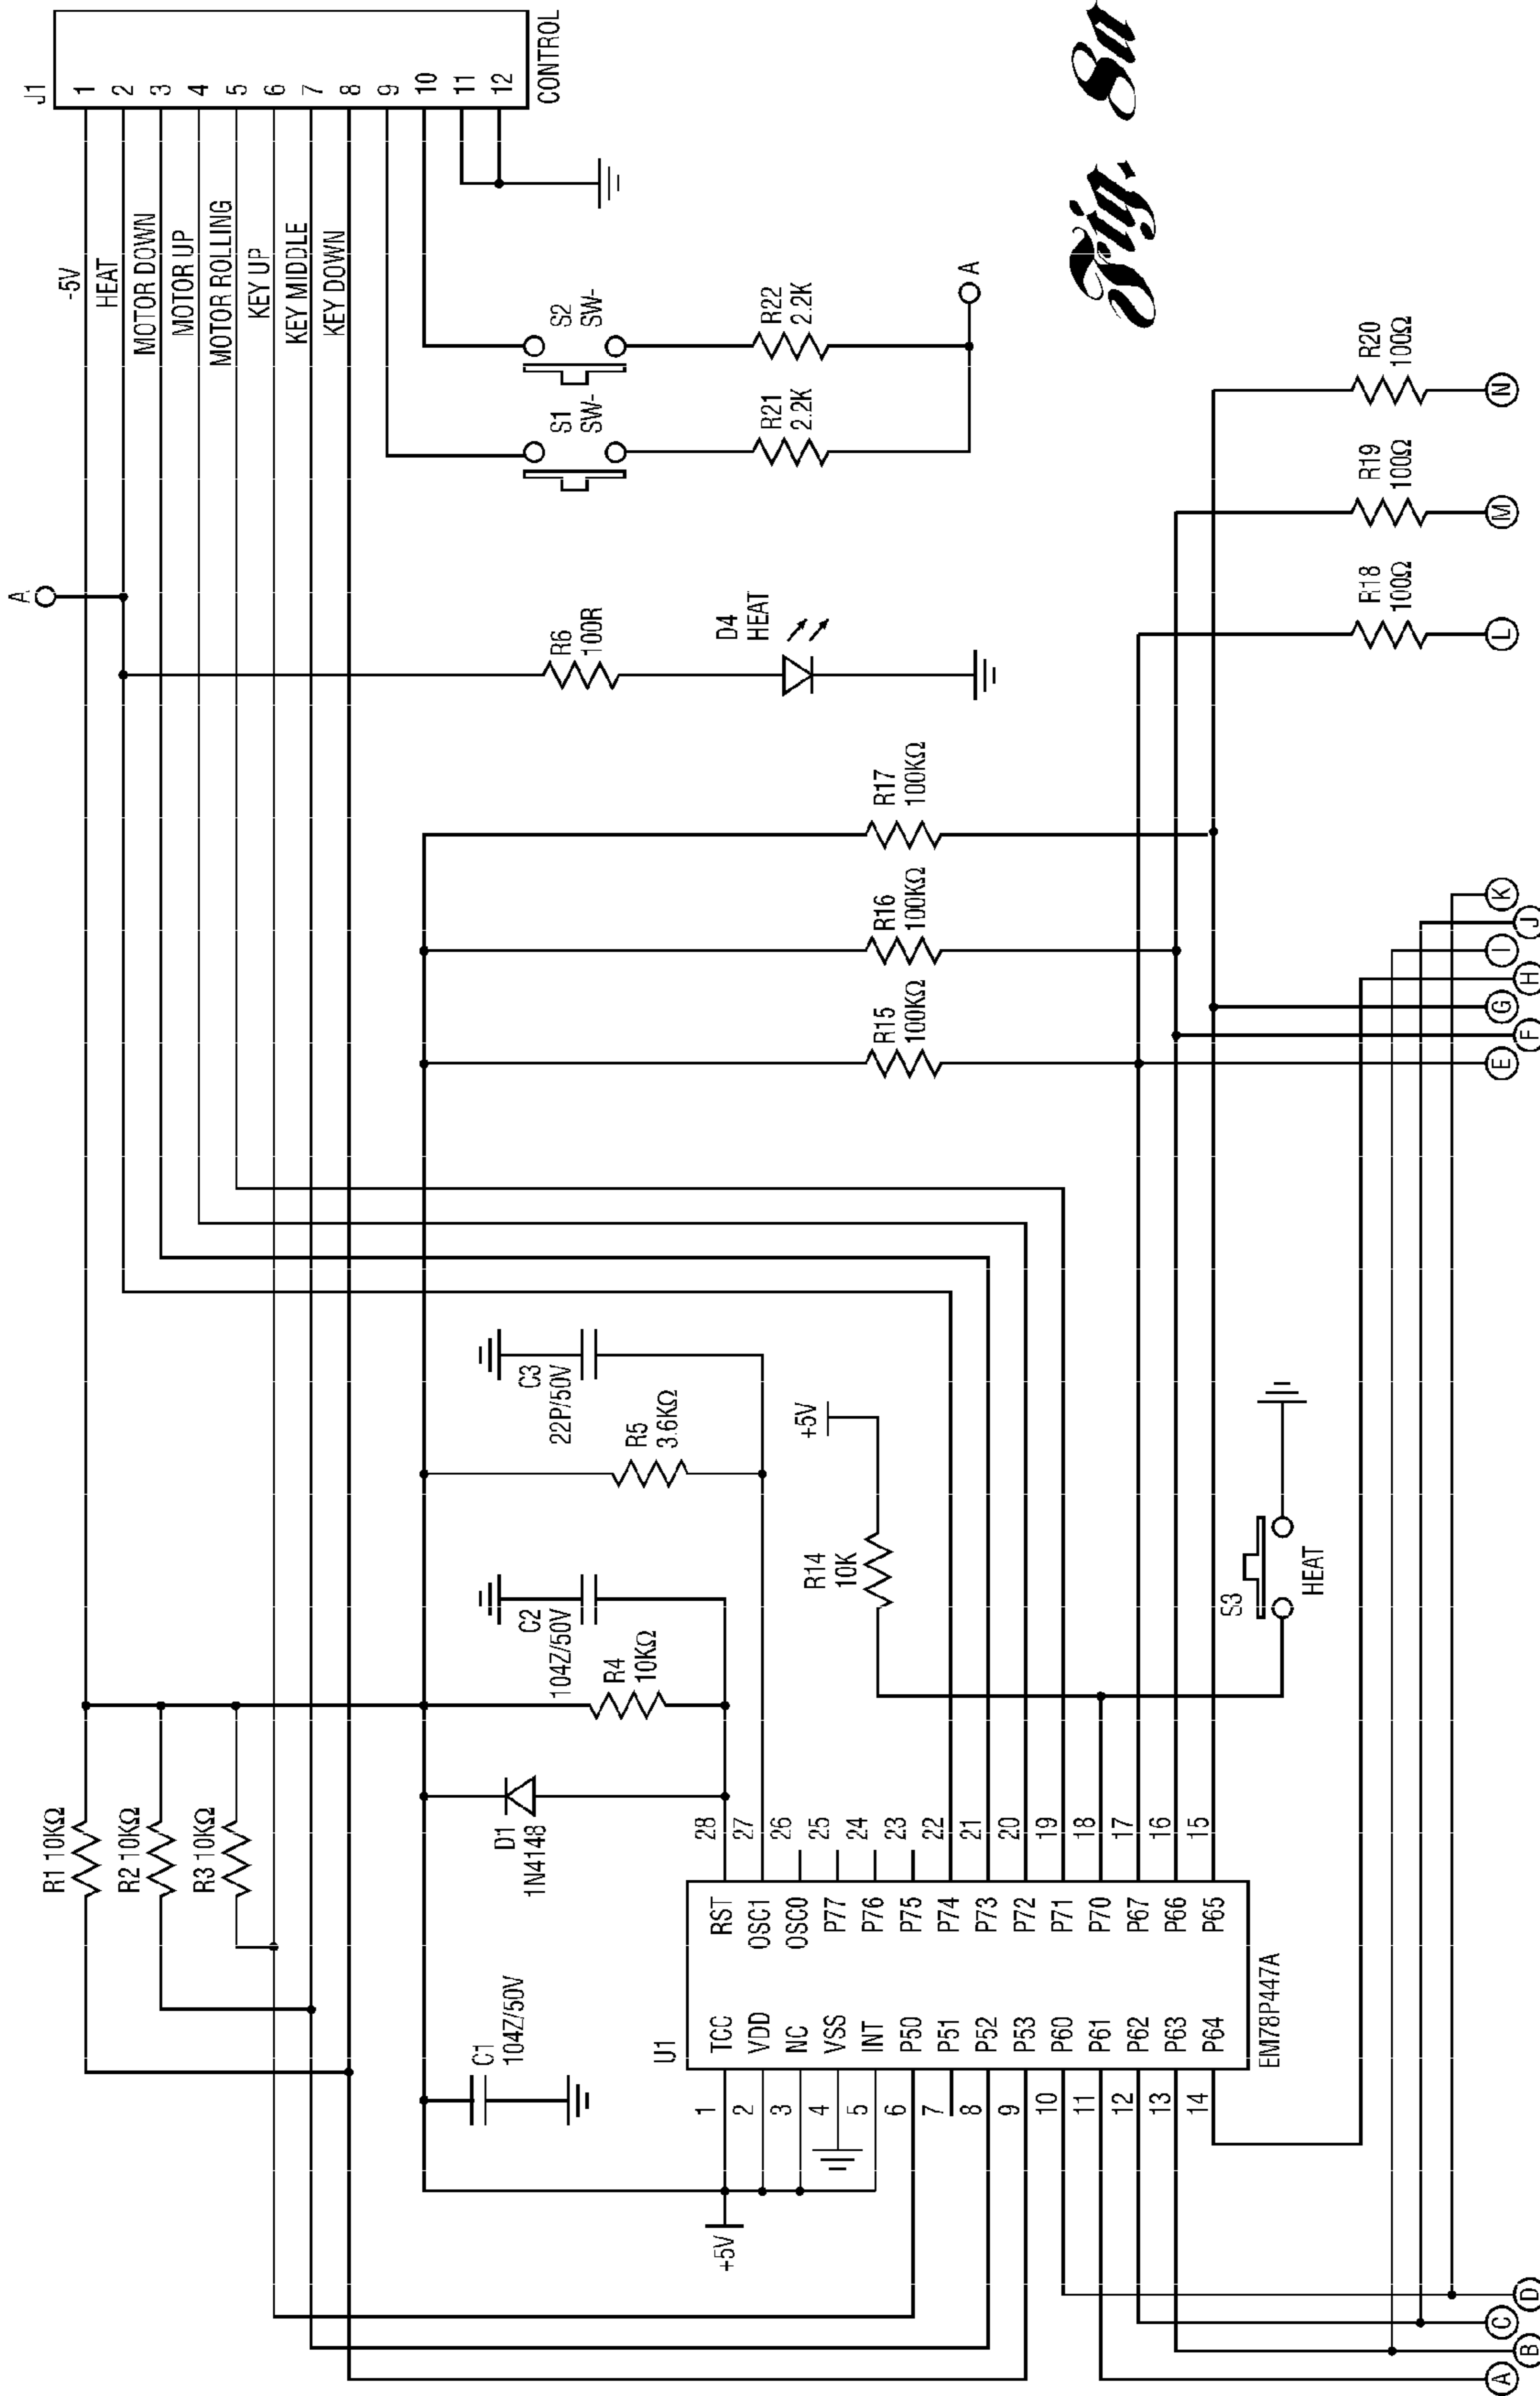 J1
CONTROL
1
2
3
4
5
6
7
8
9
10
11
12
-5V
HEAT
MOTOR DOWN
MOTOR UP
MOTOR ROLLING
KEY UP
KEY MIDDLE
KEY DOWN
A
R1 10KΩ
R2 10KΩ
R3 10KΩ
C1
104Z/50V
D1
1N4148
R4
10KΩ
C2
104Z/50V
R5
3.6KΩ
C3
22P/50V
R6
100R
D4
HEAT
S1
SW-
S2
SW-
R21
2.2K
R22
2.2K
A
R15
100KΩ
R16
100KΩ
R17
100KΩ
+5V
R14
10K
+5V
U1
EM78P447A
1 TCC
2 VDD
3 NC
4 VSS
5 INT
6 P50
7 P51
8 P52
9 P53
10 P60
11 P61
12 P62
13 P63
14 P64
RST 28
OSC1 27
OSC0 26
P77 25
P76 24
P75 23
P74 22
P73 21
P72 20
P71 19
P70 18
P67 17
P66 16
P65 15
S3
HEAT
R18
100Ω
R19
100Ω
R20
100Ω
A
B
C
D
E
F
G
H
I
J
K
L
M
N
Fig. 8a